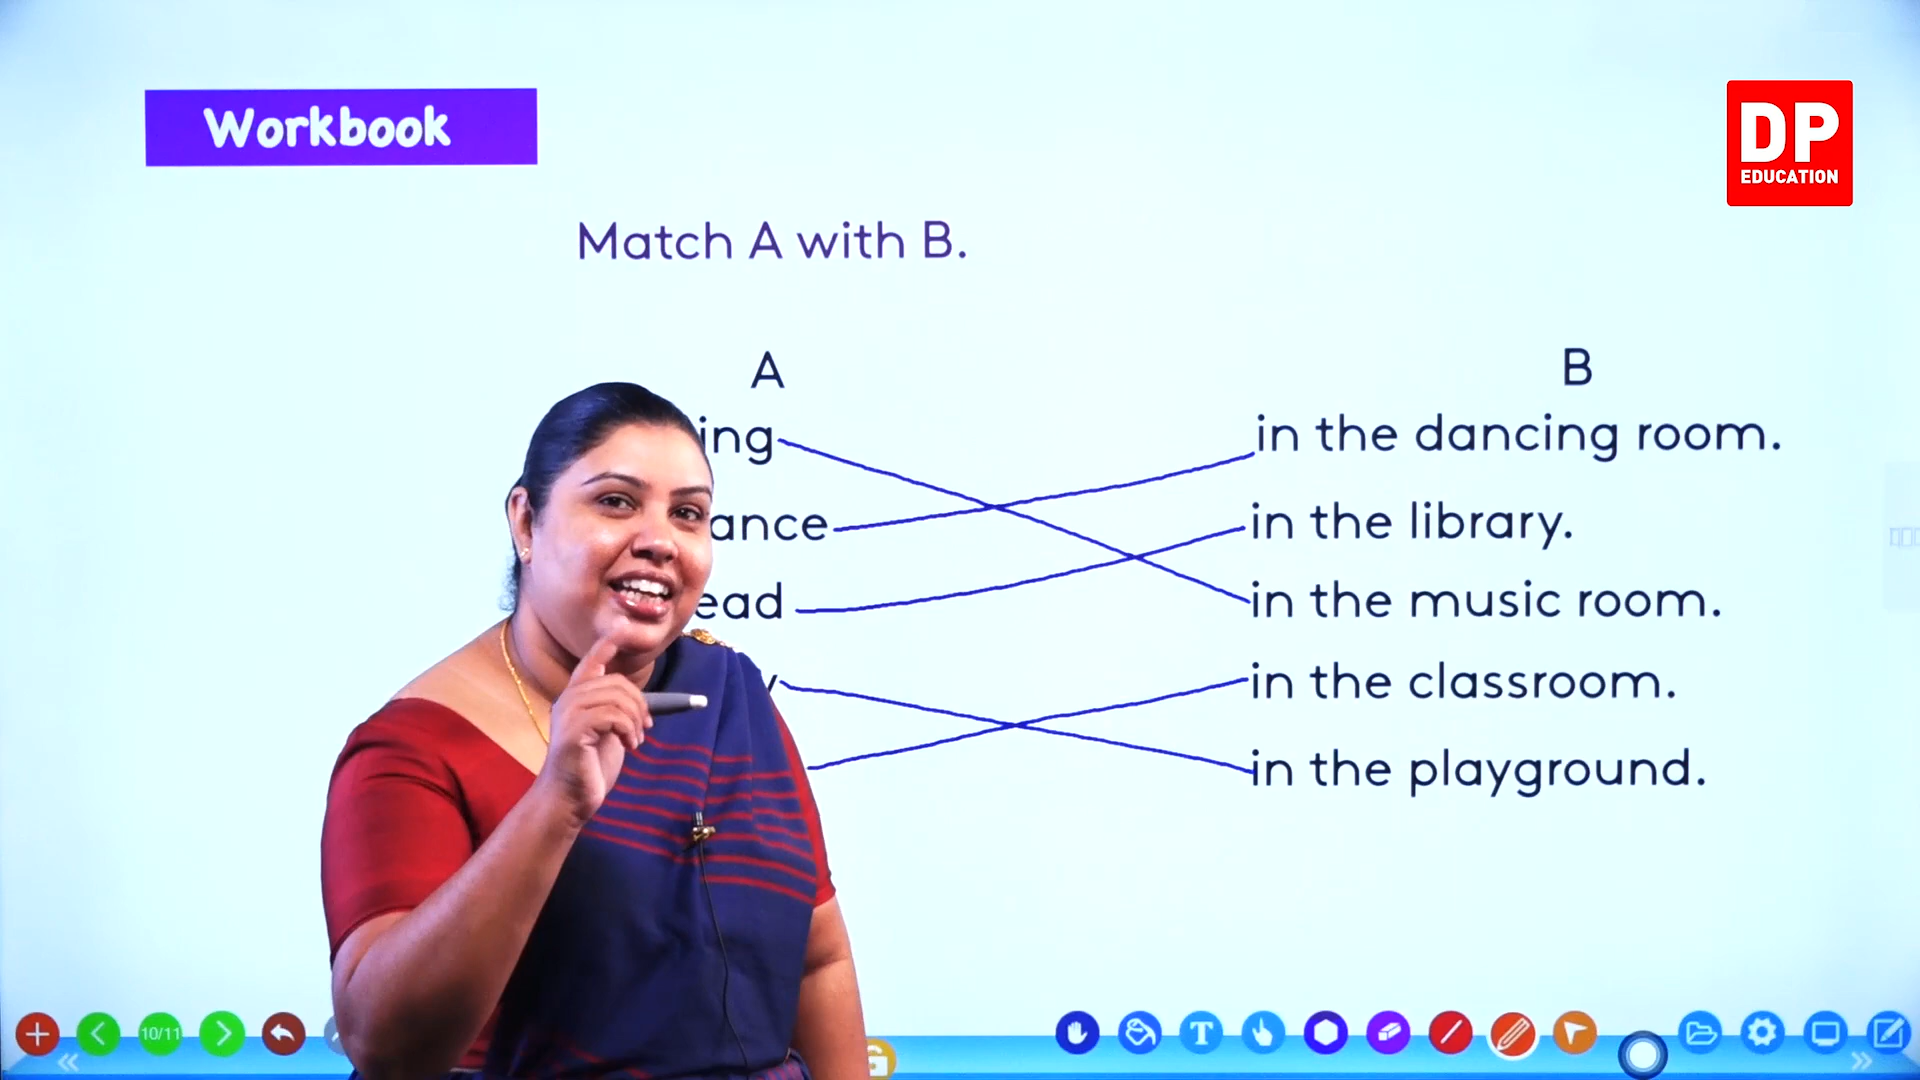 Workbook
DP
EDUCATION
Match A with B.
A
B
ing
in the dancing room.
ance
in the library.
ead
in the music room.
y
in the classroom.
in the playground.
10/11
T